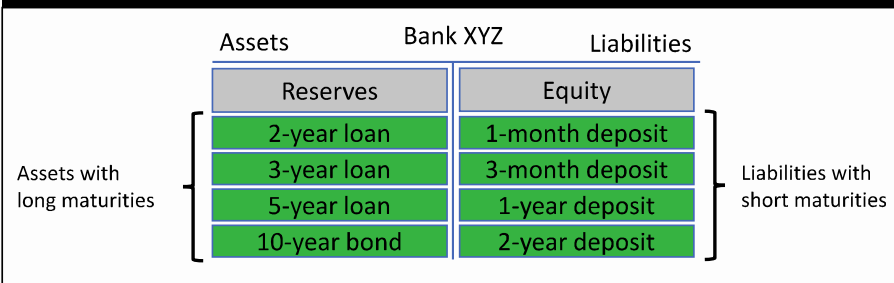 Assets
Bank XYZ
Liabilities
Reserves
Equity
2-year loan
1-month deposit
3-year loan
3-month deposit
5-year loan
1-year deposit
10-year bond
2-year deposit
Assets with
long maturities
Liabilities with
short maturities